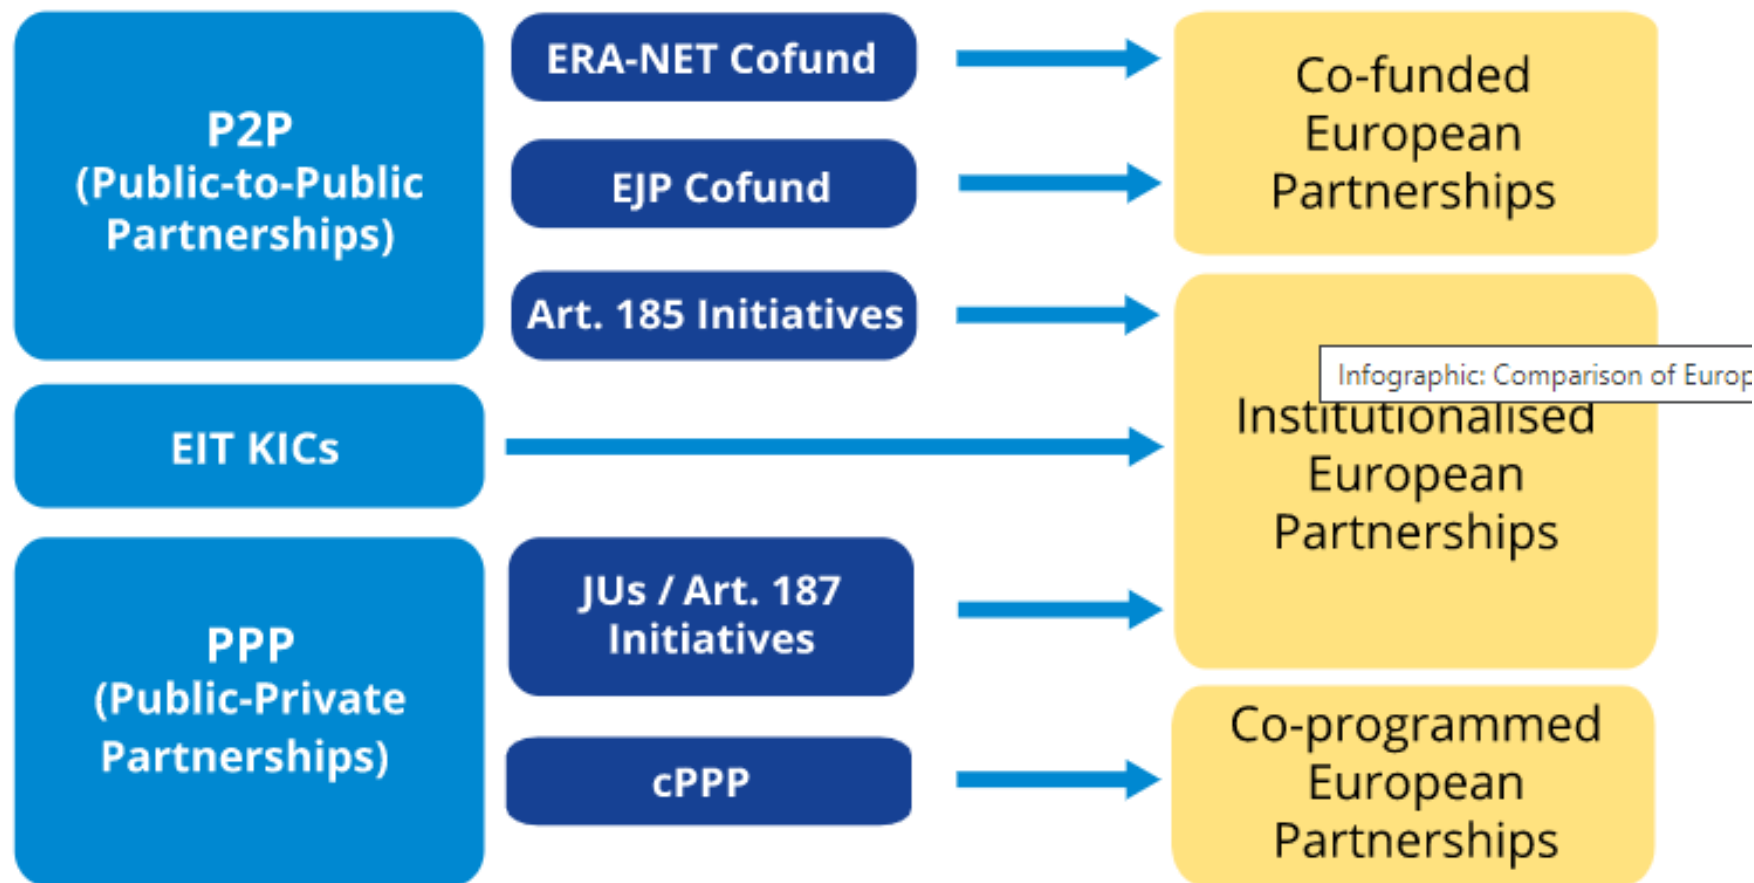 P2P
(Public-to-Public
Partnerships)
ERA-NET Cofund
EJP Cofund
Art. 185 Initiatives
Co-funded
European
Partnerships
EIT KICs
Infographic: Comparison of Europ
Institutionalised
European
Partnerships
PPP
(Public-Private
Partnerships)
JUs / Art. 187
Initiatives
cPPP
Co-programmed
European
Partnerships